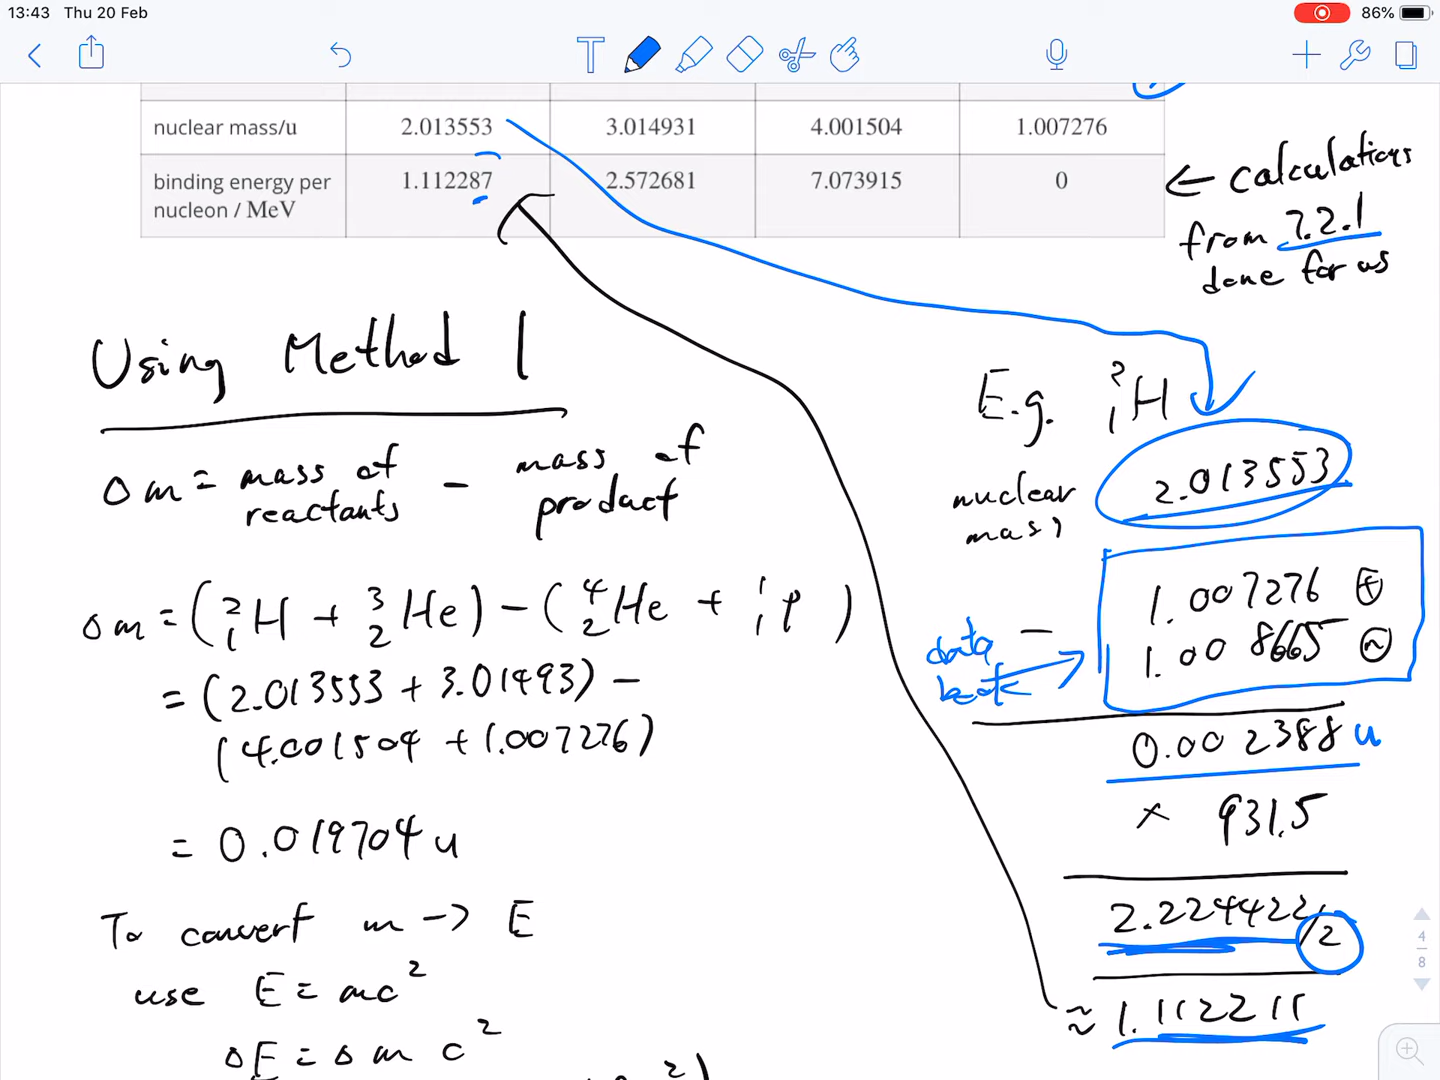 13:43 Thu 20 Feb
86%
nuclear mass/u 2.013553 3.014931 4.001504 1.007276
binding energy per nucleon / MeV 1.112287 2.572681 7.073915 0
← calculations
from 7.2.1
done for us
Using Method 1
Δm = mass of reactants − mass of product
Δm = (²₁H + ³₂He) − (⁴₂He + ¹₁p)
= (2.013553 + 3.01493) −
(4.001504 + 1.007276)
= 0.019704 u
To convert m → E
use E = mc²
ΔE = Δm c²
E.g. ²₁H
nuclear mass,
2.013553
1.007276 +
− 1.008665 n
data book
0.002388 u
× 931.5
2.224422/2
≈ 1.112211
4
8